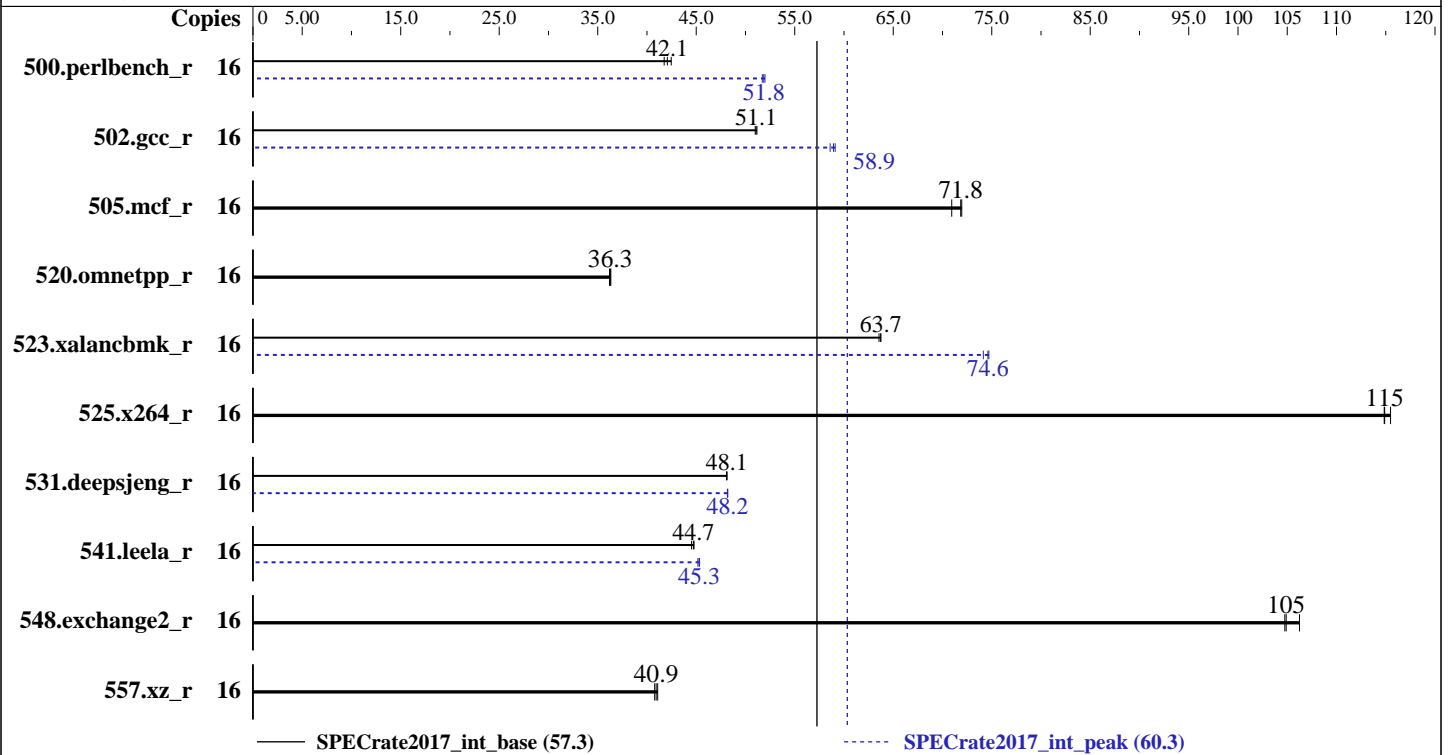 Copies 0 5.00 15.0 25.0 35.0 45.0 55.0 65.0 75.0 85.0 95.0 100 105 110 120
500.perlbench_r 16 42.1
51.8
502.gcc_r 16 51.1
58.9
505.mcf_r 16 71.8
520.omnetpp_r 16 36.3
523.xalancbmk_r 16 63.7
74.6
525.x264_r 16 115
531.deepsjeng_r 16 48.1
48.2
541.leela_r 16 44.7
45.3
548.exchange2_r 16 105
557.xz_r 16 40.9
SPECrate2017_int_base (57.3) SPECrate2017_int_peak (60.3)